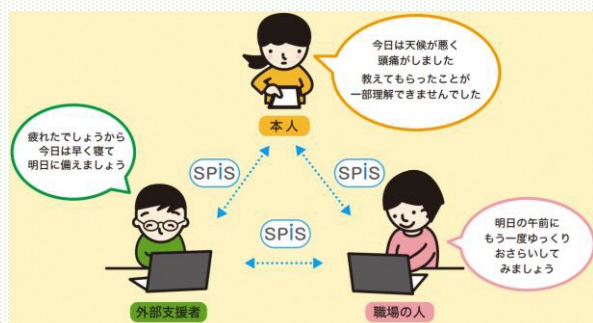 今日は天候が悪く
頭痛がしました
教えてもらったことが
一部理解できませんでした
本人
疲れたでしょうから
今日は早く寝て
明日に備えましょう
SPiS
SPiS
SPiS
明日の午前に
もう一度ゆっくり
おさらいして
みましょう
外部支援者
職場の人